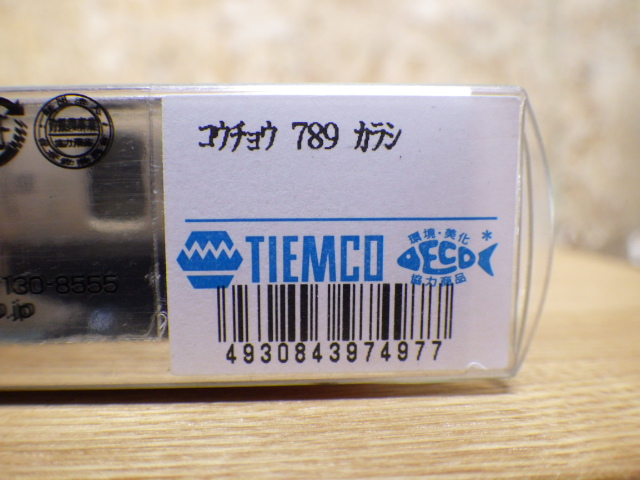 コウチョウ 789 カラシ
TIEMCO
環境・美化
ECO
*
協力商品
4930843974977
130-8555
.jp